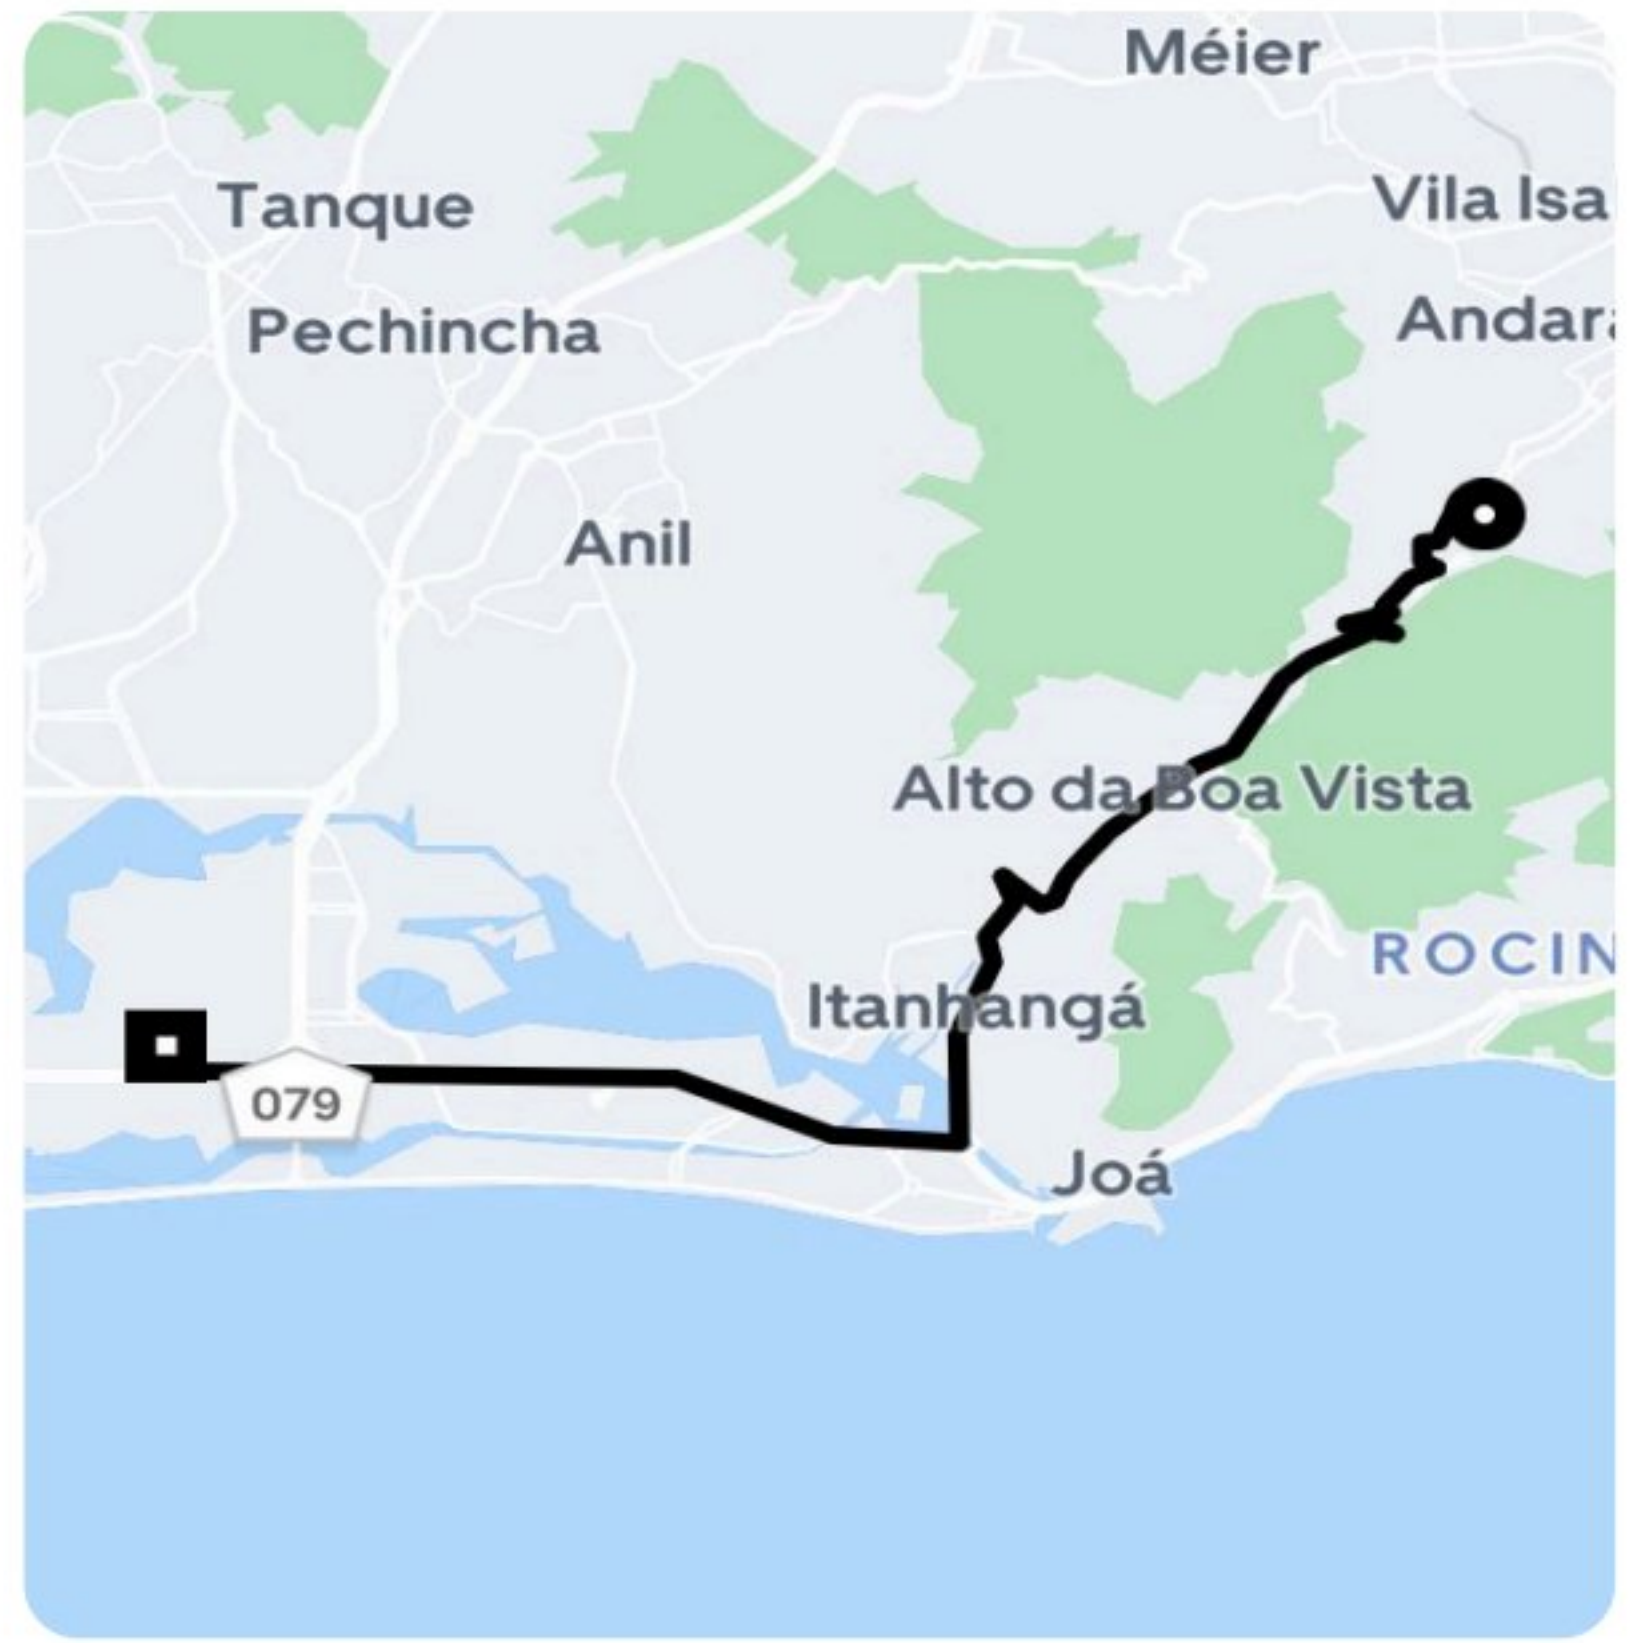 Méier
Tanque
Vila Isa
Pechincha
Andara
Anil
Alto da Boa Vista
ROCIN
Itanhangá
079
Joá